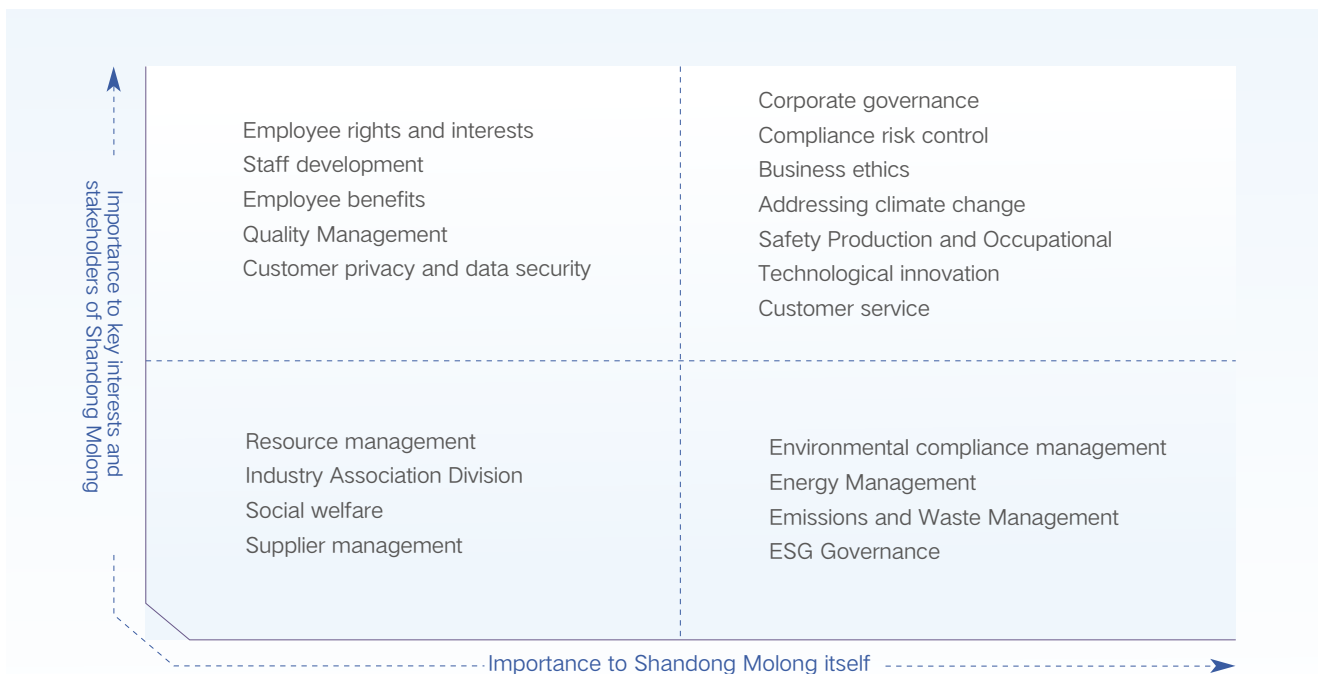 Employee rights and interests
Staff development
Employee benefits
Quality Management
Customer privacy and data security
Corporate governance
Compliance risk control
Business ethics
Addressing climate change
Safety Production and Occupational
Technological innovation
Customer service
Importance to key interests and
stakeholders of Shandong Molong
Resource management
Industry Association Division
Social welfare
Supplier management
Environmental compliance management
Energy Management
Emissions and Waste Management
ESG Governance
Importance to Shandong Molong itself